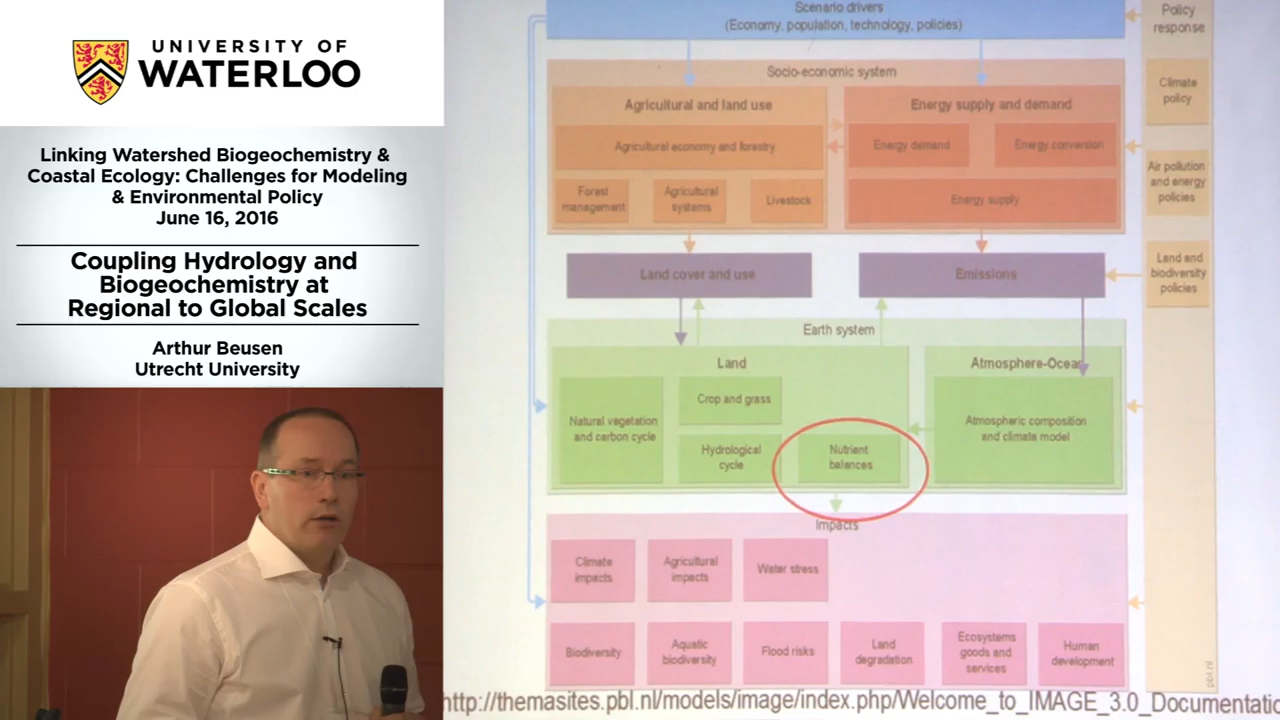 UNIVERSITY OF
WATERLOO
Linking Watershed Biogeochemistry &
Coastal Ecology: Challenges for Modeling
& Environmental Policy
June 16, 2016
Coupling Hydrology and
Biogeochemistry at
Regional to Global Scales
Arthur Beusen
Utrecht University
Scenario drivers
(Economy, population, technology, policies)
Policy
response
Socio-economic system
Agricultural and land use
Energy supply and demand
Climate
policy
Agricultural economy and forestry
Energy demand
Energy conversion
Air pollution
and energy
policies
Forest
management
Agricultural
systems
Livestock
Energy supply
Land cover and use
Emissions
Land and
biodiversity
policies
Earth system
Land
Atmosphere-Ocean
Natural vegetation
and carbon cycle
Crop and grass
Hydrological
cycle
Nutrient
balances
Atmospheric composition
and climate model
Impacts
Climate
impacts
Agricultural
impacts
Water stress
Biodiversity
Aquatic
biodiversity
Flood risks
Land
degradation
Ecosystems
goods and
services
Human
development
pbl.nl
http://themasites.pbl.nl/models/image/index.php/Welcome_to_IMAGE_3.0_Documentatio